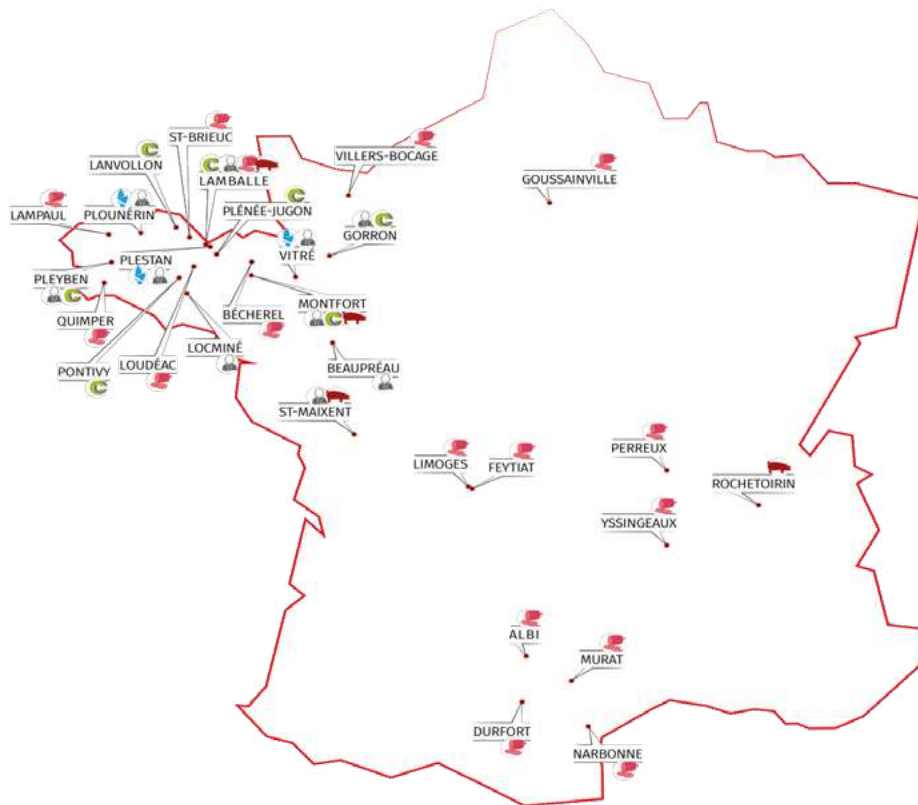 ST-BRIEUC
LANVOLLON
LAMBALLE
VILLERS-BOCAGE
GOUSSAINVILLE
LAMPAUL
PLOUNÉRIN
PLÉNÉE-JUGON
GORRON
VITRÉ
PLESTAN
PLEYBEN
QUIMPER
BÉCHEREL
MONTFORT
PONTIVY
LOUDÉAC
LOCMINÉ
BEAUPRÉAU
ST-MAIXENT
LIMOGES
FEYTIAT
PERREUX
ROCHETOIRIN
YSSINGEAUX
ALBI
MURAT
DURFORT
NARBONNE